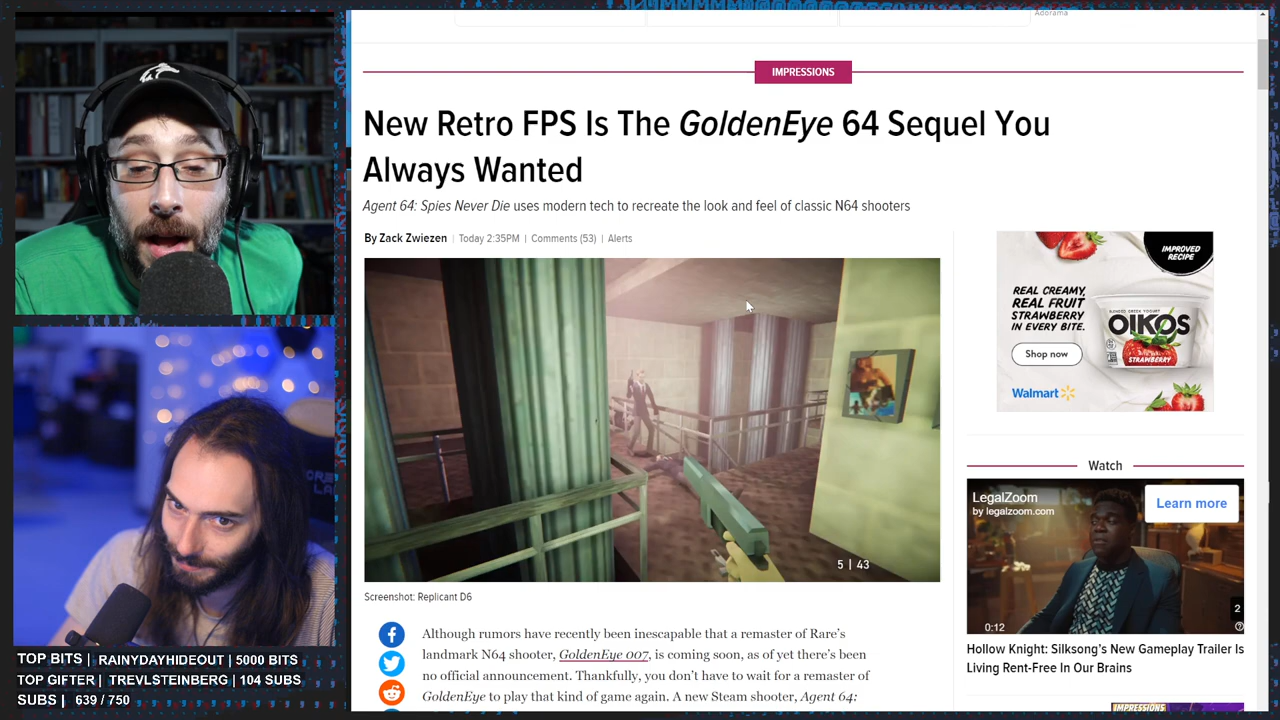 Adorama
IMPRESSIONS
New Retro FPS Is The GoldenEye 64 Sequel You
Always Wanted
Agent 64: Spies Never Die uses modern tech to recreate the look and feel of classic N64 shooters
By Zack Zwiezen | Today 2:35PM | Comments (53) | Alerts
5 | 43
Screenshot: Replicant D6
Although rumors have recently been inescapable that a remaster of Rare's
landmark N64 shooter, GoldenEye 007, is coming soon, as of yet there's been
no official announcement. Thankfully, you don't have to wait for a remaster of
GoldenEye to play that kind of game again. A new Steam shooter, Agent 64:
IMPROVED
RECIPE
REAL CREAMY,
REAL FRUIT
STRAWBERRY
IN EVERY BITE.
Shop now
Walmart
OIKOS
STRAWBERRY
Watch
LegalZoom
by legalzoom.com
Learn more
2
0:12
Hollow Knight: Silksong's New Gameplay Trailer Is
Living Rent-Free In Our Brains
IMPRESSIONS
TOP BITS | RAINYDAYHIDEOUT | 5000 BITS
TOP GIFTER | TREVLSTEINBERG | 104 SUBS
SUBS | 639 / 750